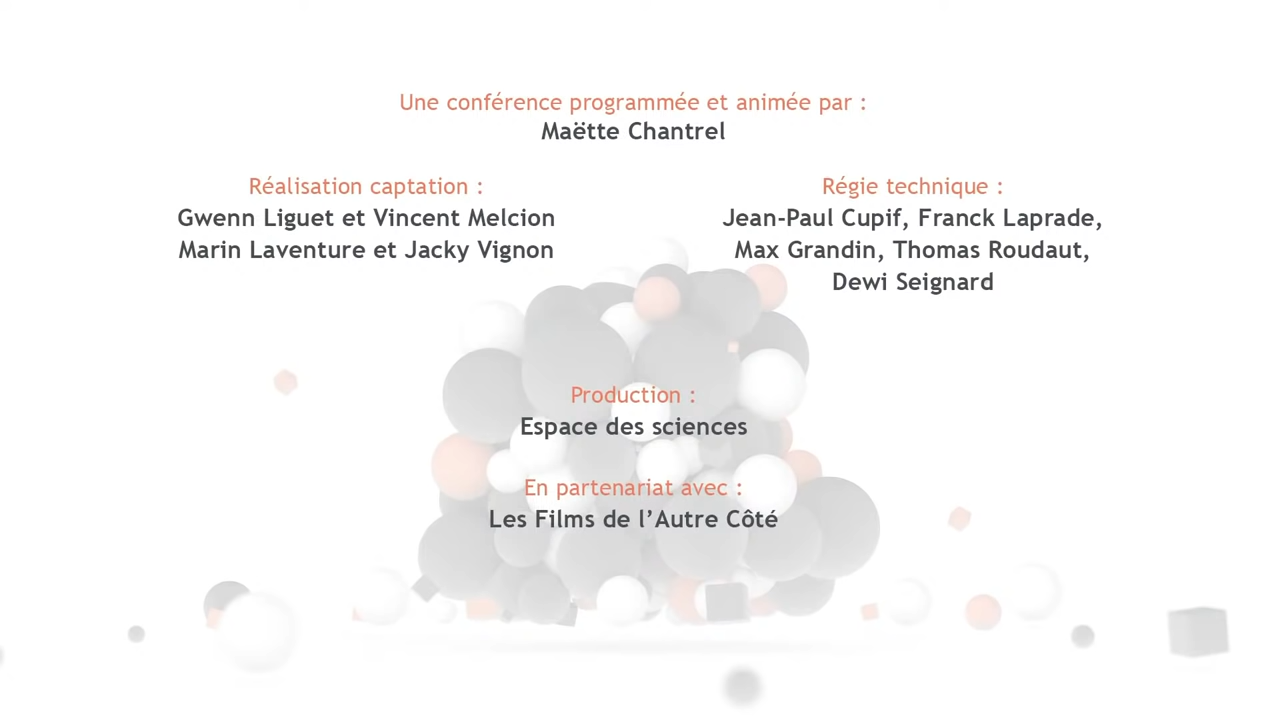 Une conférence programmée et animée par :
Maëtte Chantrel
Réalisation captation :
Gwenn Liguet et Vincent Melcion
Marin Laventure et Jacky Vignon
Régie technique :
Jean-Paul Cupif, Franck Laprade,
Max Grandin, Thomas Roudaut,
Dewi Seignard
Production :
Espace des sciences
En partenariat avec :
Les Films de l’Autre Côté